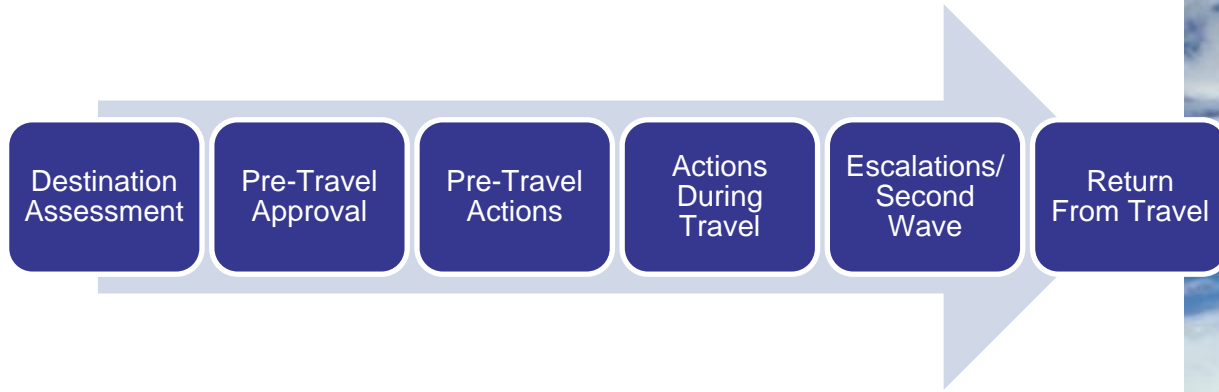 Destination
Assessment
Pre-Travel
Approval
Pre-Travel
Actions
Actions
During
Travel
Escalations/
Second
Wave
Return
From Travel